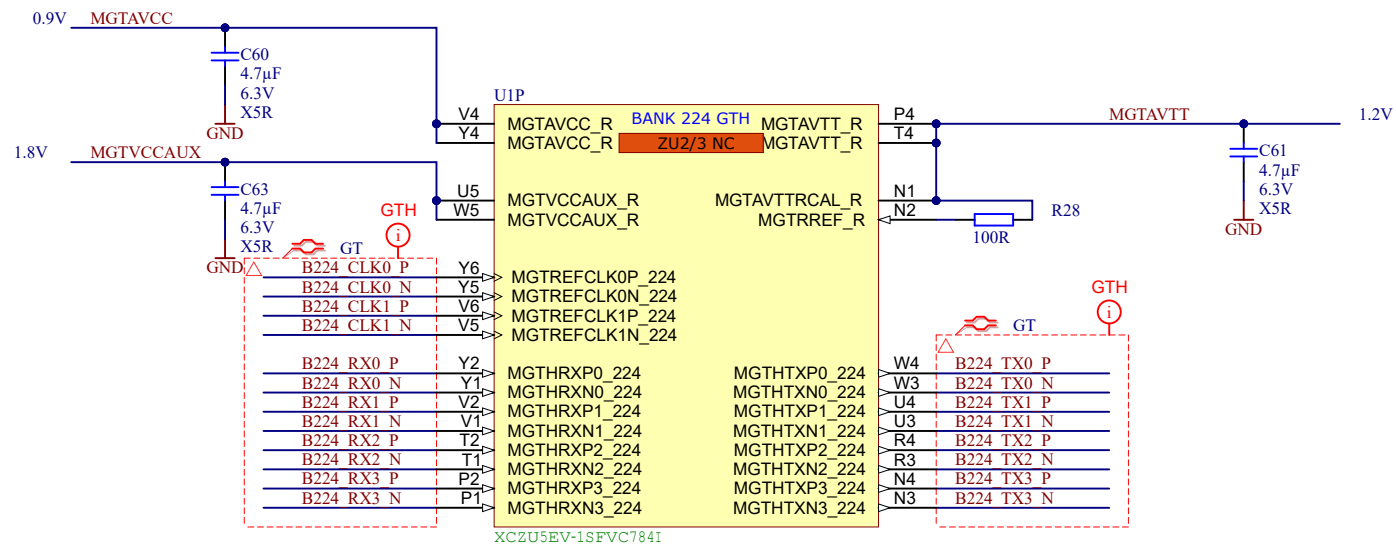 0.9V MGTAVCC
C60
4.7µF
6.3V
X5R
GND
1.8V MGTVCCAUX
C63
4.7µF
6.3V
X5R
GND
U1P
BANK 224 GTH
ZU2/3 NC
V4 MGTAVCC_R
Y4 MGTAVCC_R
U5 MGTVCCAUX_R
W5 MGTVCCAUX_R
MGTAVTT_R P4
MGTAVTT_R T4
MGTAVTTRCAL_R N1
MGTRREF_R N2
MGTAVTT 1.2V
C61
4.7µF
6.3V
X5R
GND
R28
100R
GTH
i
GT
B224_CLK0_P Y6 MGTREFCLK0P_224
B224_CLK0_N Y5 MGTREFCLK0N_224
B224_CLK1_P V6 MGTREFCLK1P_224
B224_CLK1_N V5 MGTREFCLK1N_224
B224_RX0_P Y2 MGTHRXP0_224
B224_RX0_N Y1 MGTHRXN0_224
B224_RX1_P V2 MGTHRXP1_224
B224_RX1_N V1 MGTHRXN1_224
B224_RX2_P T2 MGTHRXP2_224
B224_RX2_N T1 MGTHRXN2_224
B224_RX3_P P2 MGTHRXP3_224
B224_RX3_N P1 MGTHRXN3_224
GTH
i
GT
MGTHTXP0_224 W4 B224_TX0_P
MGTHTXN0_224 W3 B224_TX0_N
MGTHTXP1_224 U4 B224_TX1_P
MGTHTXN1_224 U3 B224_TX1_N
MGTHTXP2_224 R4 B224_TX2_P
MGTHTXN2_224 R3 B224_TX2_N
MGTHTXP3_224 N4 B224_TX3_P
MGTHTXN3_224 N3 B224_TX3_N
XCZU5EV-1SFVC784I